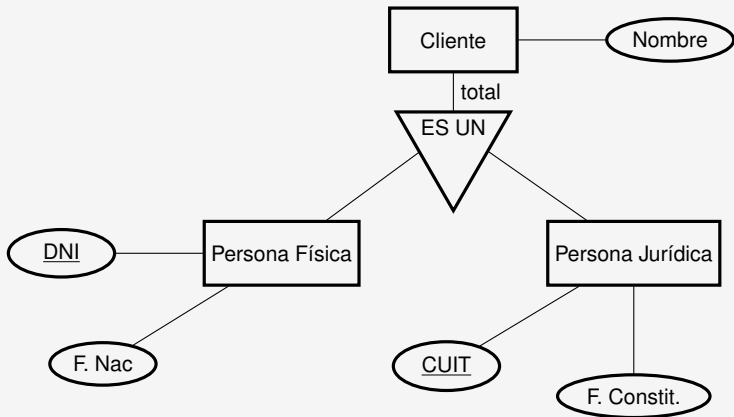 Cliente
Nombre
total
ES UN
DNI
Persona Física
Persona Jurídica
F. Nac
CUIT
F. Constit.